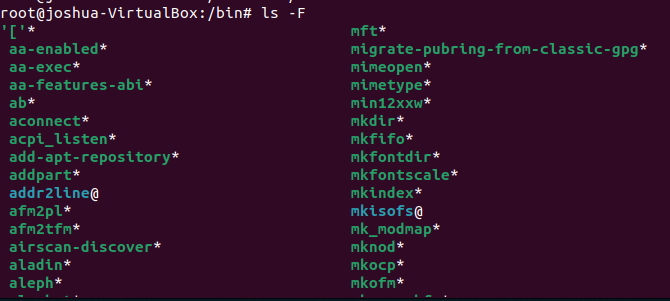 root@joshua-VirtualBox:/bin# ls -F
'['* mft*
aa-enabled* migrate-pubring-from-classic-gpg*
aa-exec* mimeopen*
aa-features-abi* mimetype*
ab* min12xxw*
aconnect* mkdir*
acpi_listen* mkfifo*
add-apt-repository* mkfontdir*
addpart* mkfontscale*
addr2line@ mkindex*
afm2pl* mkisofs@
afm2tfm* mk_modmap*
airscan-discover* mknod*
aladin* mkocp*
aleph* mkofm*